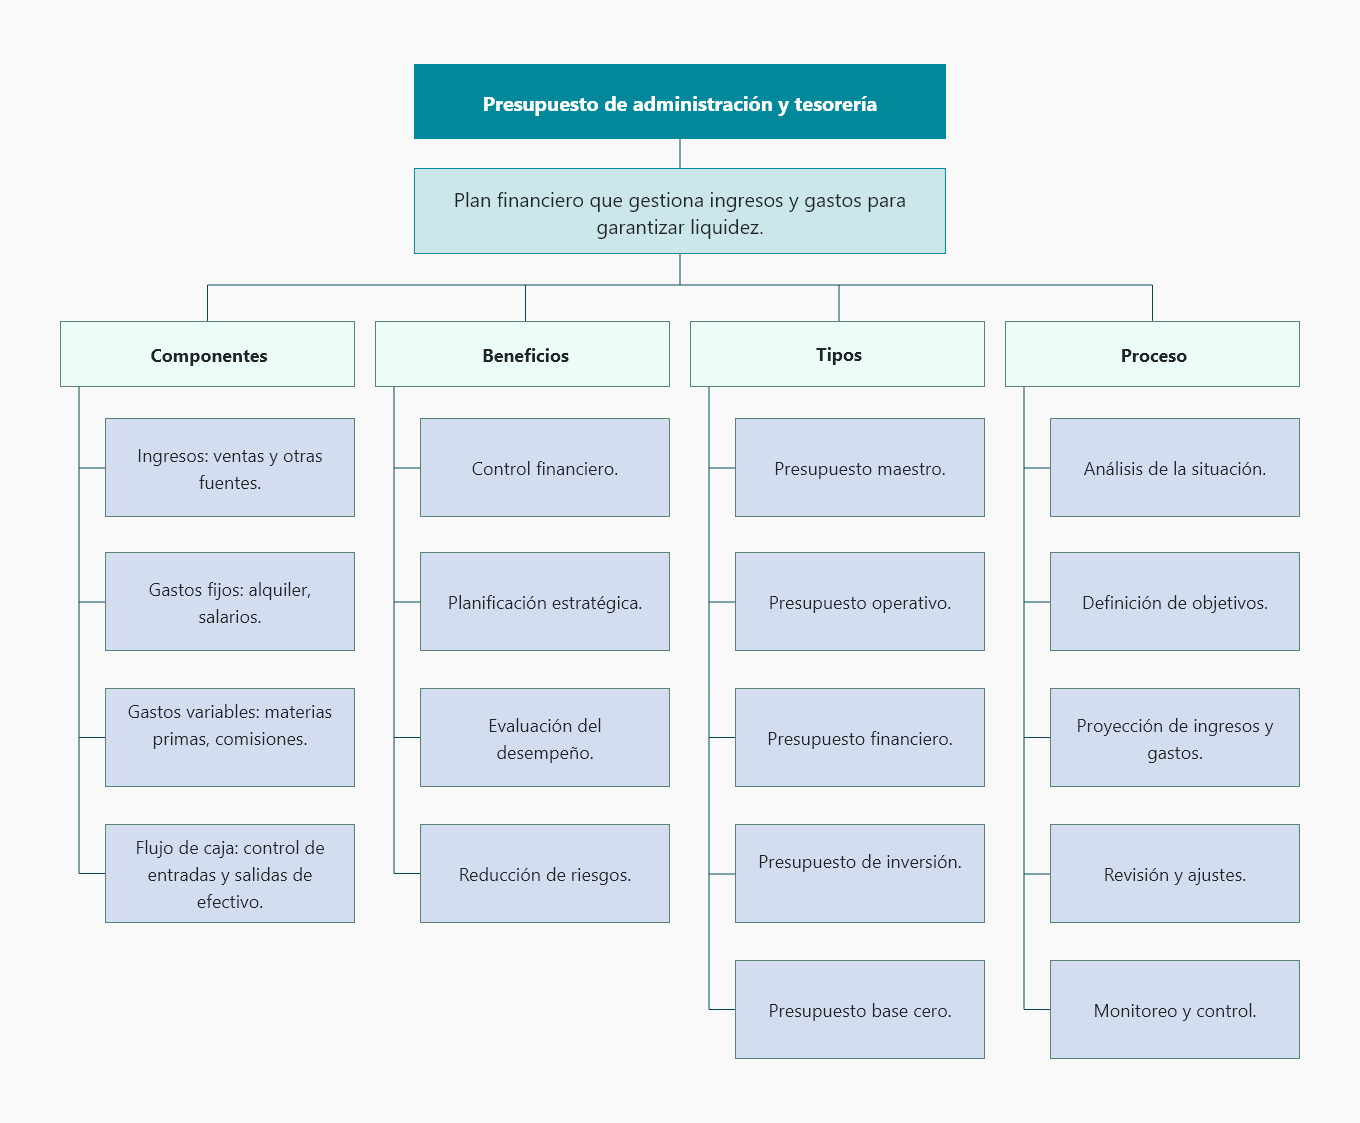 Presupuesto de administración y tesorería
Plan financiero que gestiona ingresos y gastos para
garantizar liquidez.
Componentes
Ingresos: ventas y otras
fuentes.
Gastos fijos: alquiler,
salarios.
Gastos variables: materias
primas, comisiones.
Flujo de caja: control de
entradas y salidas de
efectivo.
Beneficios
Control financiero.
Planificación estratégica.
Evaluación del
desempeño.
Reducción de riesgos.
Tipos
Presupuesto maestro.
Presupuesto operativo.
Presupuesto financiero.
Presupuesto de inversión.
Presupuesto base cero.
Proceso
Análisis de la situación.
Definición de objetivos.
Proyección de ingresos y
gastos.
Revisión y ajustes.
Monitoreo y control.